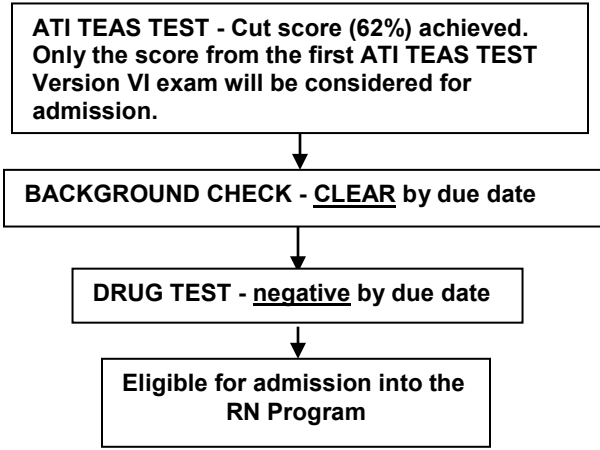 ATI TEAS TEST - Cut score (62%) achieved.
Only the score from the first ATI TEAS TEST
Version VI exam will be considered for
admission.
BACKGROUND CHECK - CLEAR by due date
DRUG TEST - negative by due date
Eligible for admission into the
RN Program